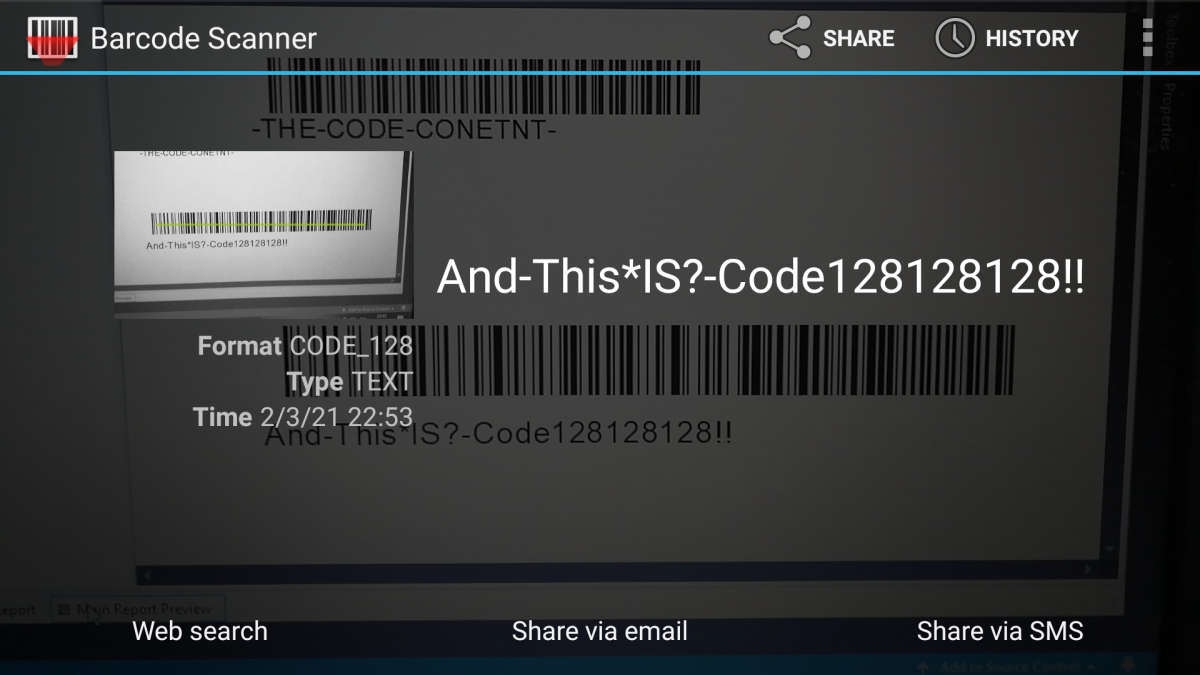 Barcode Scanner
SHARE
HISTORY
Toolbox
Properties
-THE-CODE-CONETNT-
-THE-CODE-CONETNT-
And-This*IS?-Code128128128!!
And-This*IS?-Code128128128!!
Format CODE_128
Type TEXT
Time 2/3/21 22:53
And-This*IS?-Code128128128!!
Main Report Preview
Web search
Share via email
Share via SMS
Add to Source Control